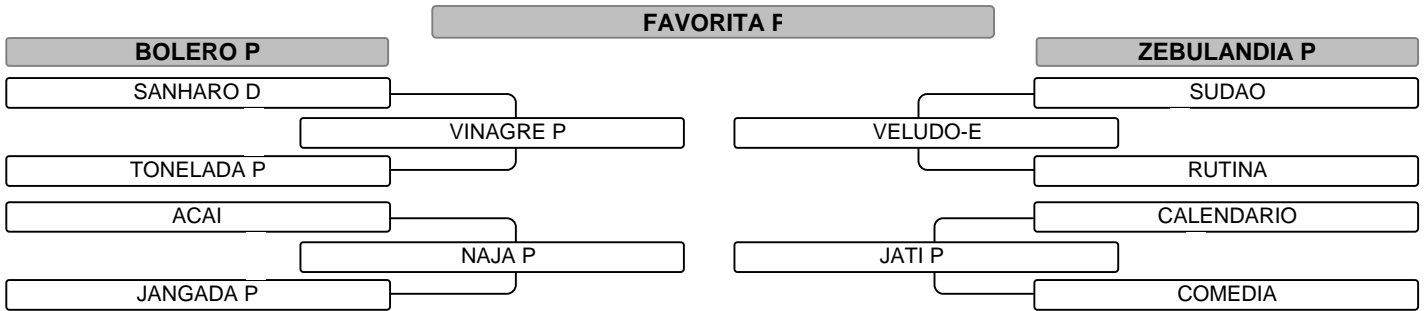 FAVORITA P
BOLERO P
ZEBULANDIA P
SANHARO D
SUDAO
VINAGRE P
VELUDO-E
TONELADA P
RUTINA
ACAI
CALENDARIO
NAJA P
JATI P
JANGADA P
COMEDIA